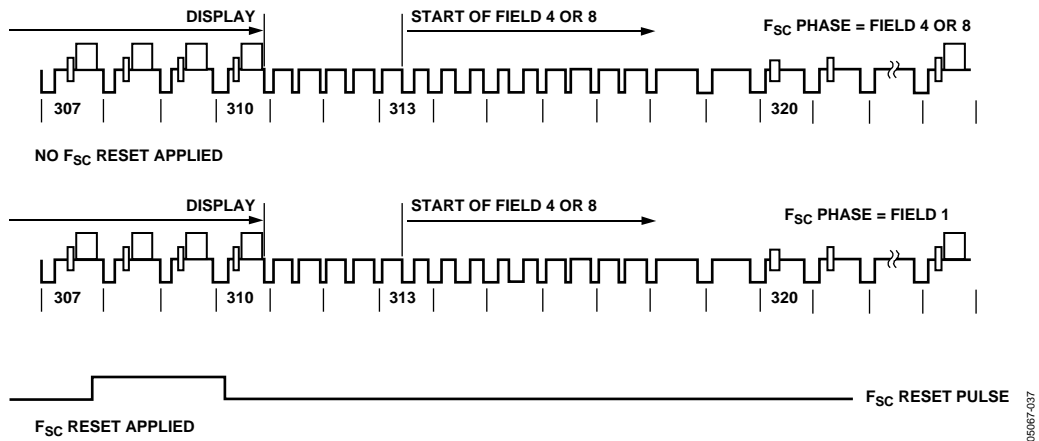 DISPLAY
START OF FIELD 4 OR 8
FSC PHASE = FIELD 4 OR 8
307 310 313 320
NO FSC RESET APPLIED
DISPLAY
START OF FIELD 4 OR 8
FSC PHASE = FIELD 1
307 310 313 320
FSC RESET PULSE
FSC RESET APPLIED
05067-037